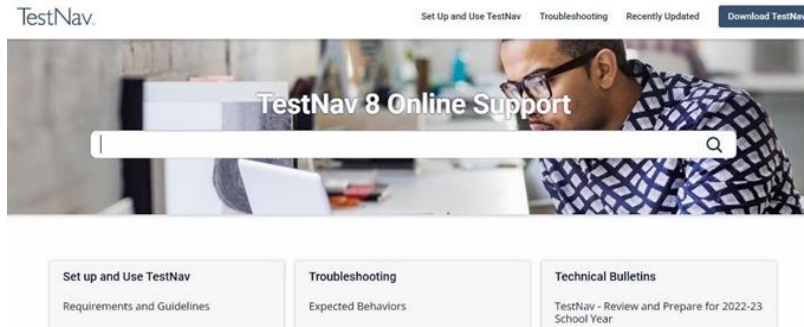 TestNav.
Set Up and Use TestNav
Troubleshooting
Recently Updated
Download TestNav
TestNav 8 Online Support
Set up and Use TestNav
Requirements and Guidelines
Troubleshooting
Expected Behaviors
Technical Bulletins
TestNav - Review and Prepare for 2022-23
School Year